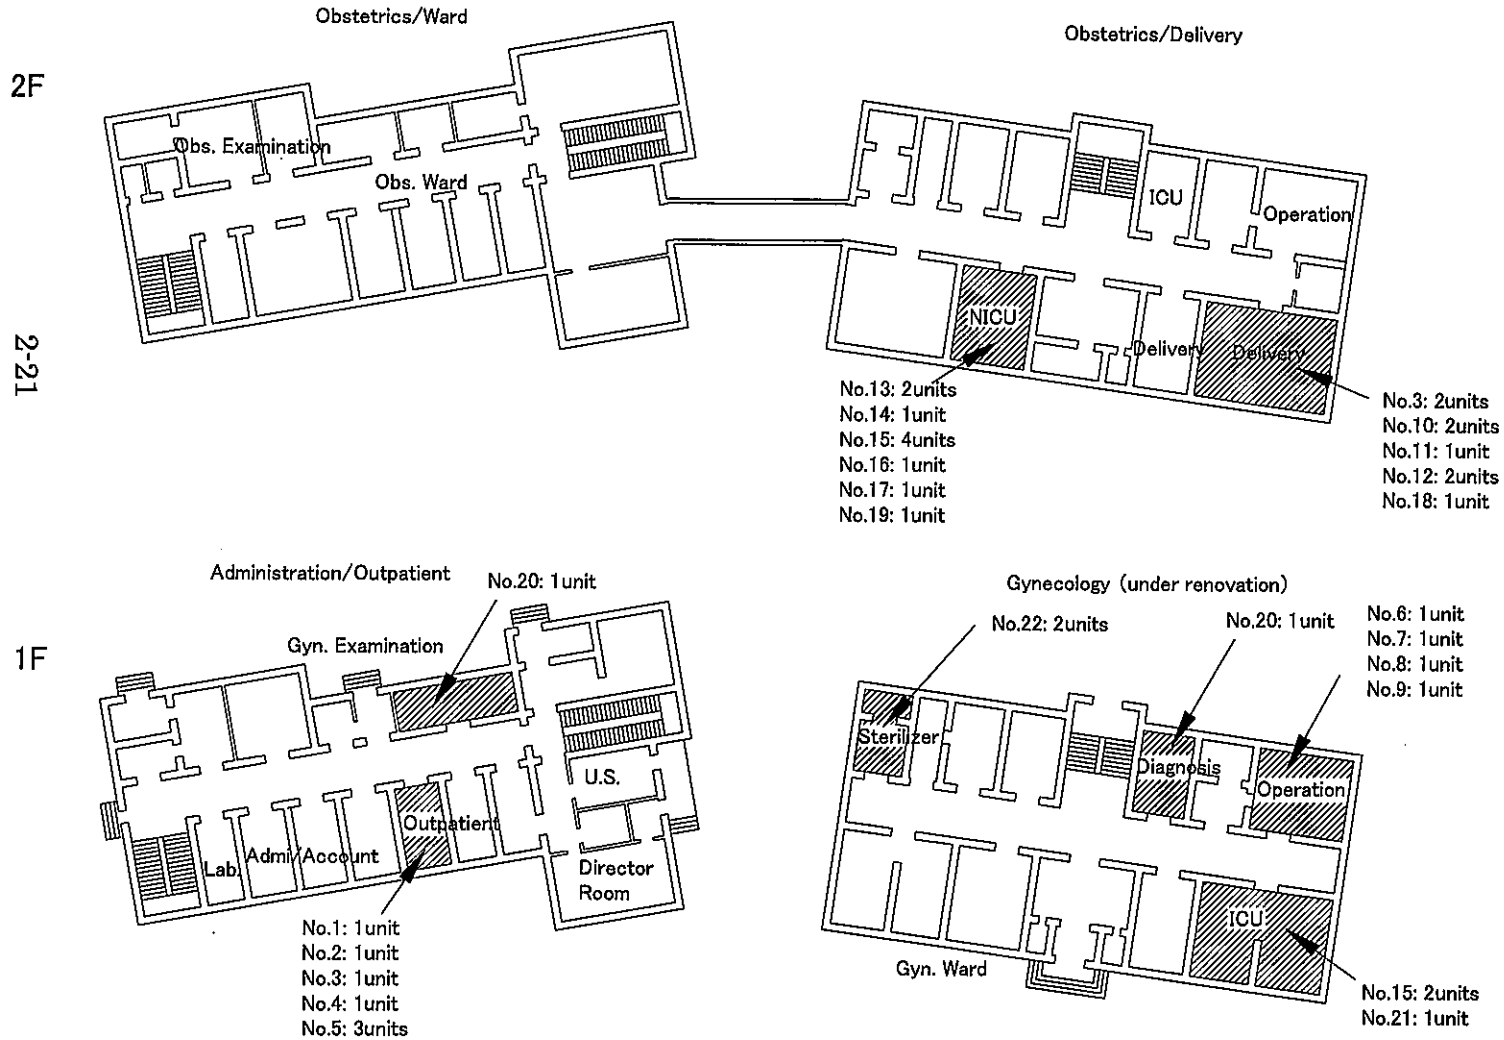 Obstetrics/Ward
Obstetrics/Delivery
2F
Obs. Examination
Obs. Ward
ICU
Operation
NICU
Delivery
Delivery
2-21
No.13: 2units
No.14: 1unit
No.15: 4units
No.16: 1unit
No.17: 1unit
No.19: 1unit
No.3: 2units
No.10: 2units
No.11: 1unit
No.12: 2units
No.18: 1unit
Administration/Outpatient
No.20: 1unit
Gynecology (under renovation)
1F
Gyn. Examination
No.22: 2units
No.20: 1unit
No.6: 1unit
No.7: 1unit
No.8: 1unit
No.9: 1unit
Sterilizer
Diagnosis
Operation
U.S.
Outpatient
Lab.
Admi/Account
Director
Room
ICU
Gyn. Ward
No.1: 1unit
No.2: 1unit
No.3: 1unit
No.4: 1unit
No.5: 3units
No.15: 2units
No.21: 1unit